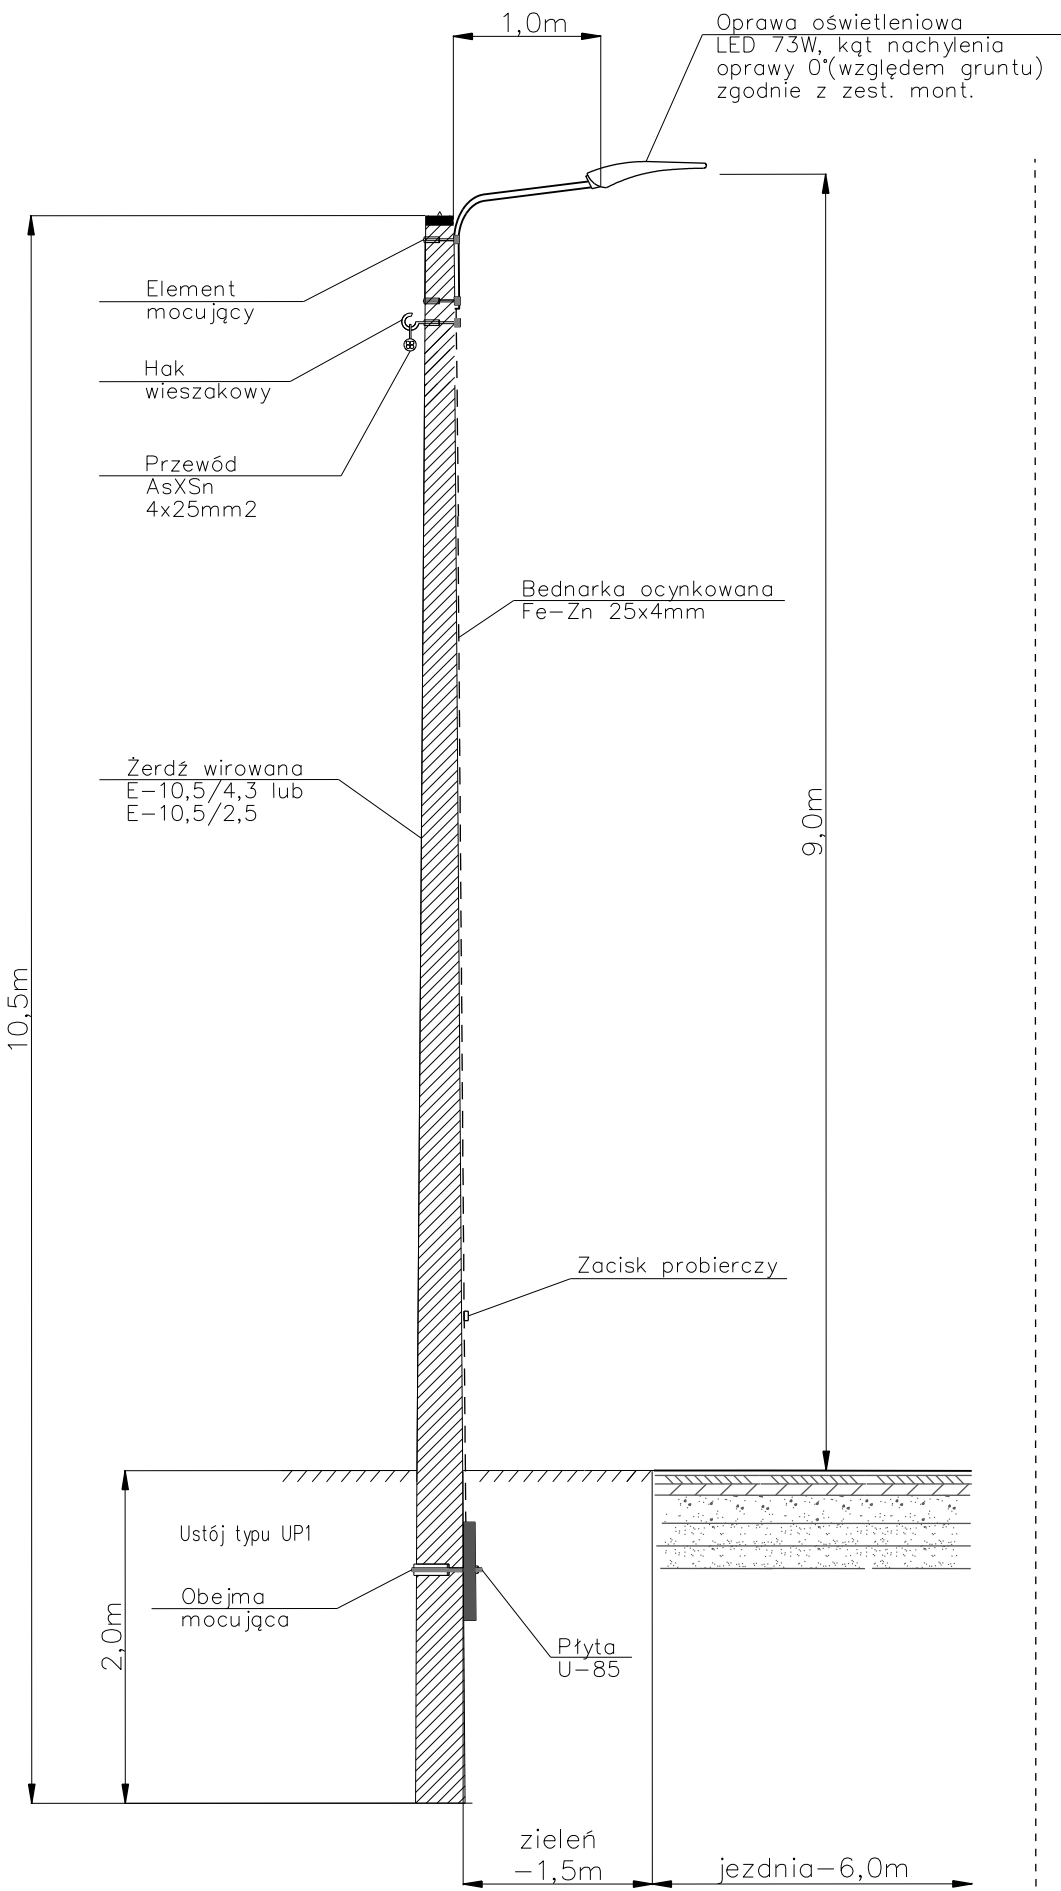 1,0m
Oprawa oświetleniowa
LED 73W, kąt nachylenia
oprawy 0°(względem gruntu)
zgodnie z zest. mont.
Element
mocujący
Hak
wieszakowy
Przewód
AsXSn
4x25mm2
Bednarka ocynkowana
Fe-Zn 25x4mm
Żerdź wirowana
E-10,5/4,3 lub
E-10,5/2,5
9,0m
10,5m
Zacisk probierczy
Ustój typu UP1
Obejma
mocująca
2,0m
Płyta
U-85
zieleń
-1,5m
jezdnia-6,0m